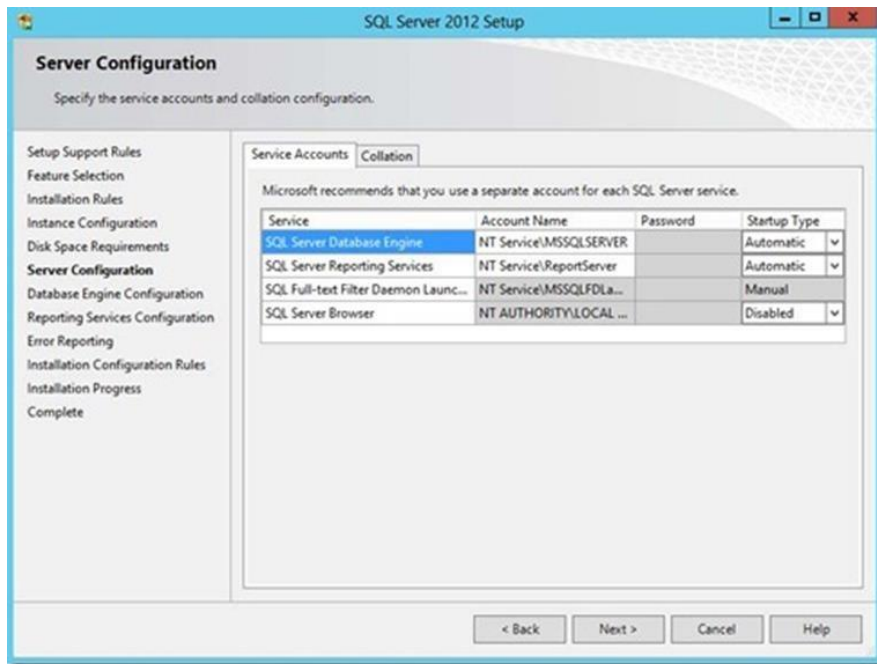 SQL Server 2012 Setup
Server Configuration
Specify the service accounts and collation configuration.
Setup Support Rules
Feature Selection
Installation Rules
Instance Configuration
Disk Space Requirements
Server Configuration
Database Engine Configuration
Reporting Services Configuration
Error Reporting
Installation Configuration Rules
Installation Progress
Complete
Service Accounts Collation
Microsoft recommends that you use a separate account for each SQL Server service.
Service Account Name Password Startup Type
SQL Server Database Engine NT Service\MSSQLSERVER Automatic
SQL Server Reporting Services NT Service\ReportServer Automatic
SQL Full-text Filter Daemon Launc... NT Service\MSSQLFDLa... Manual
SQL Server Browser NT AUTHORITY\LOCAL ... Disabled
< Back Next > Cancel Help